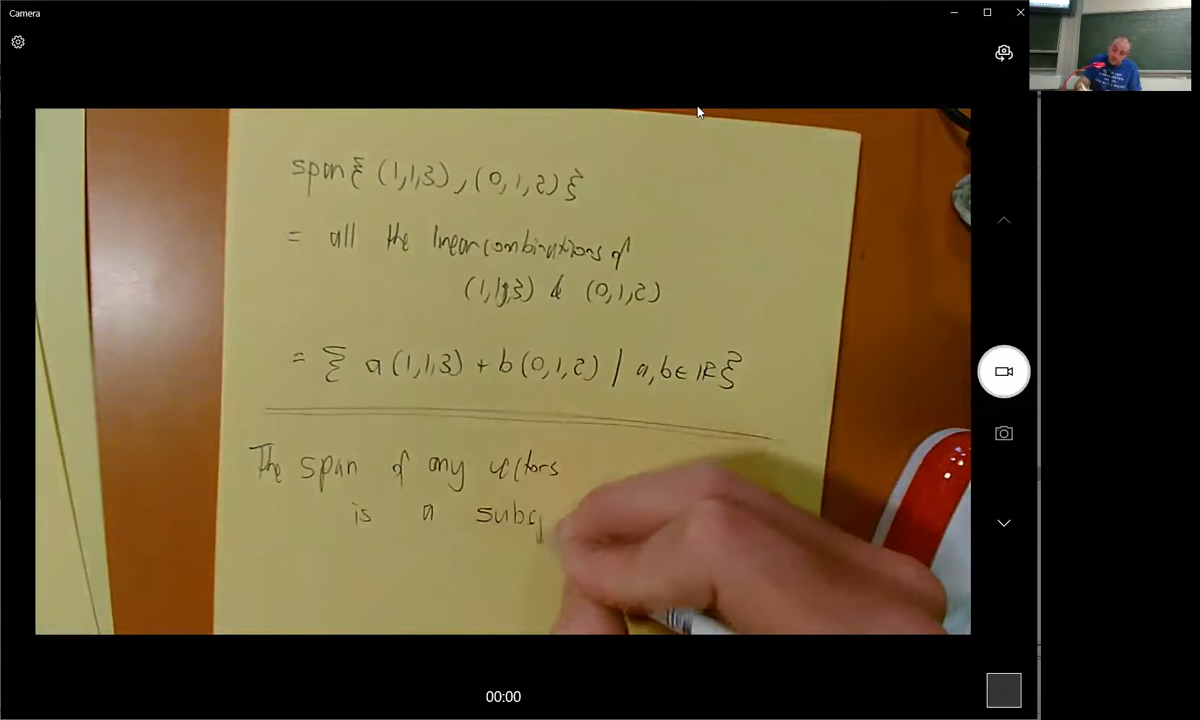 Camera
span{ (1,1,3), (0,1,2) }
= all the linear combinations of
(1,1,3) & (0,1,2)
= { a(1,1,3) + b(0,1,2) | a,b ∈ ℝ }
The span of any vectors
is a subs
00:00